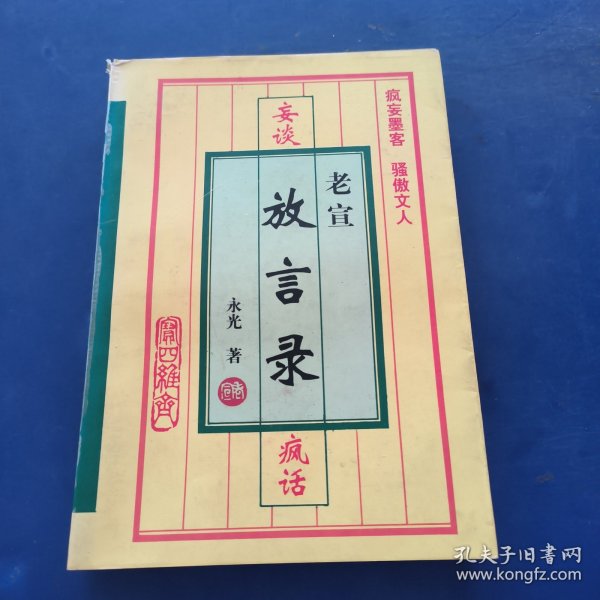 疯妄墨客 骚傲文人
妄谈
老宣
放言录
永光 著
疯话
孔夫子旧书网
www.kongfz.com